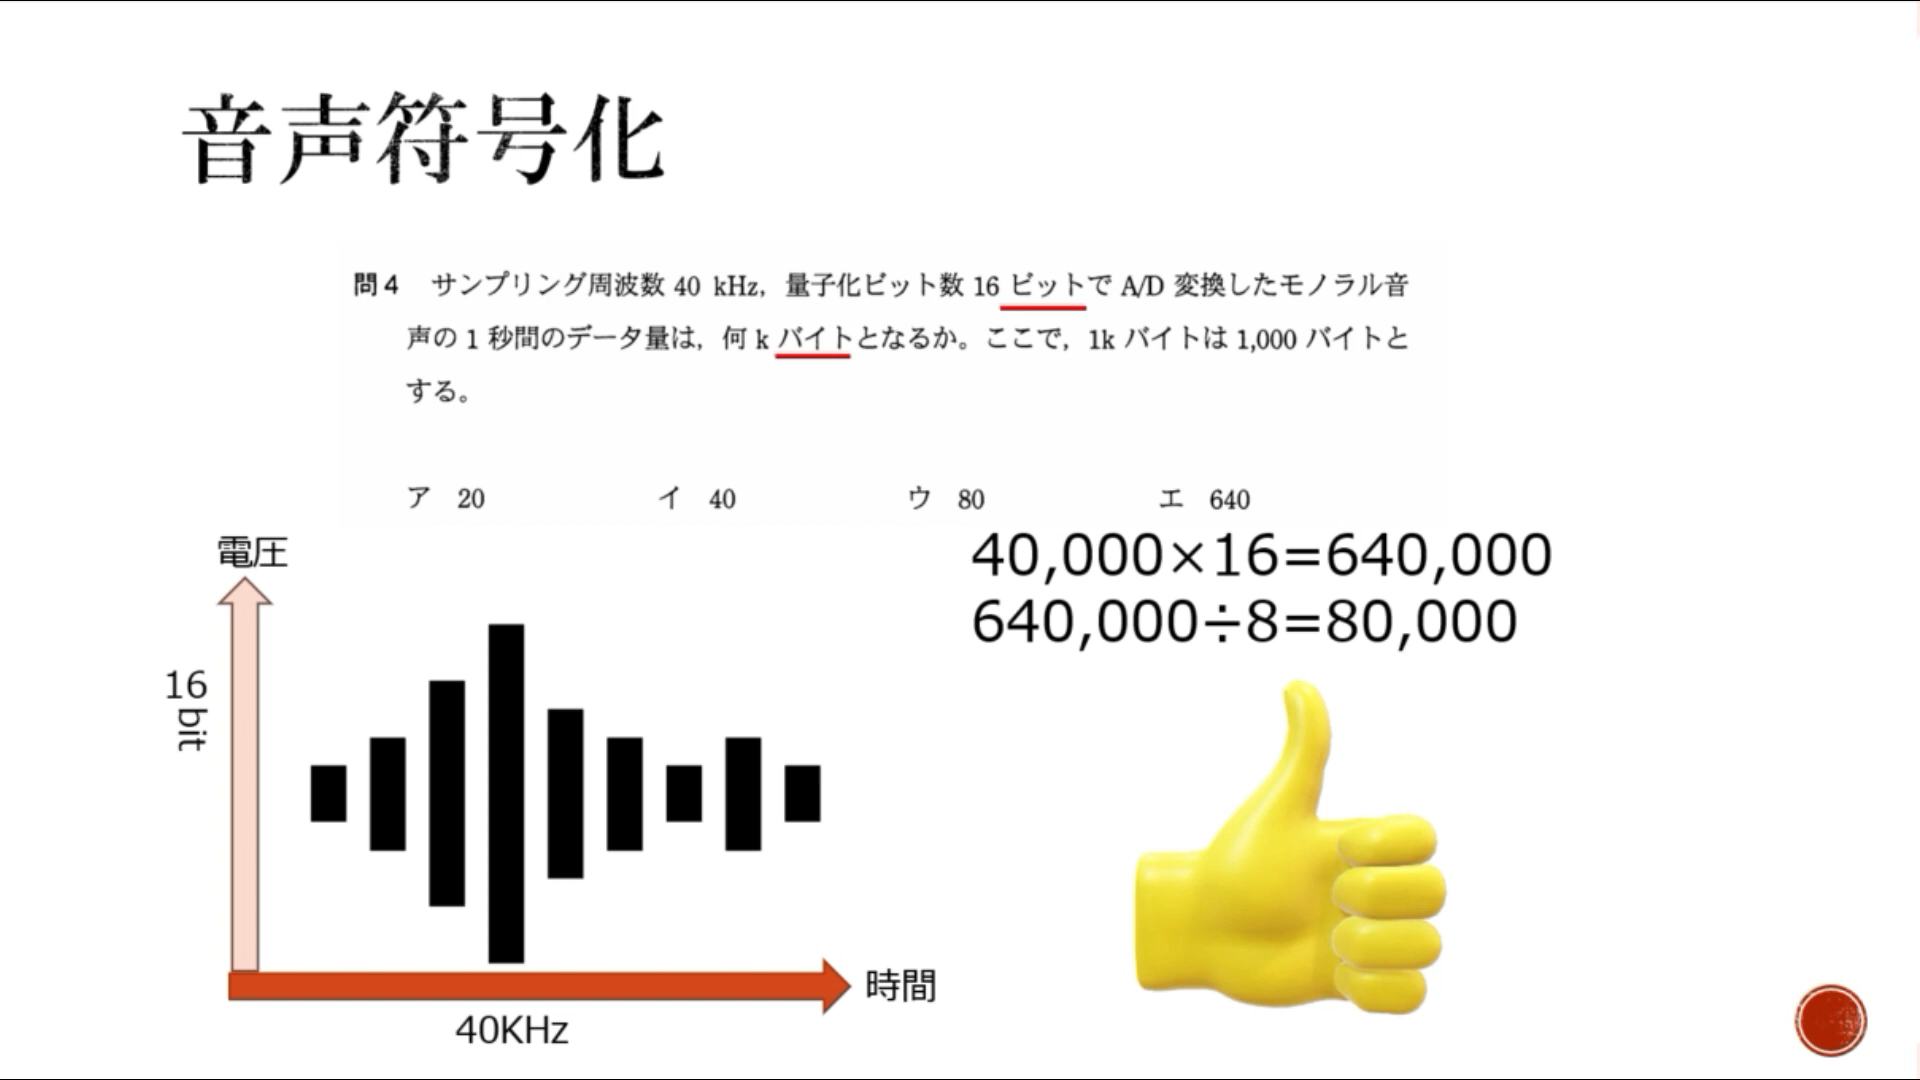 音声符号化
問4 サンプリング周波数 40 kHz，量子化ビット数 16 ビットで A/D 変換したモノラル音
声の 1 秒間のデータ量は，何 k バイトとなるか。ここで，1k バイトは 1,000 バイトと
する。
ア 20 イ 40 ウ 80 エ 640
40,000×16=640,000
640,000÷8=80,000
電圧
16
bit
時間
40KHz